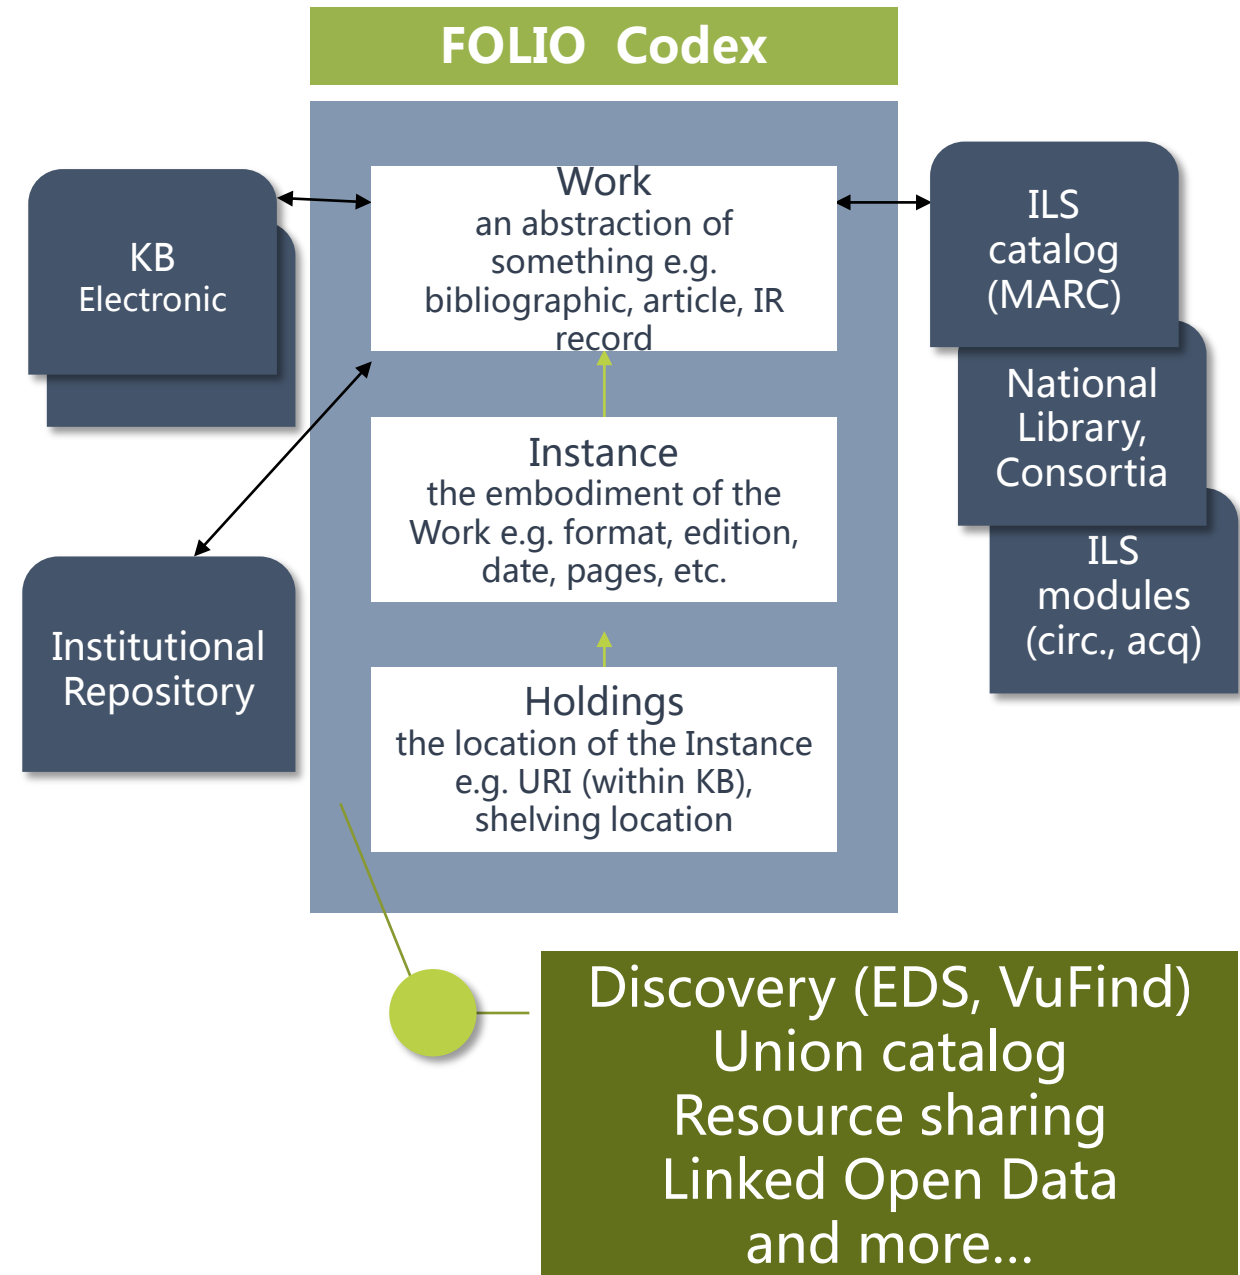 FOLIO Codex
Work
an abstraction of
something e.g.
bibliographic, article, IR
record
KB
Electronic
ILS
catalog
(MARC)
National
Library,
Consortia
ILS
modules
(circ., acq)
Instance
the embodiment of the
Work e.g. format, edition,
date, pages, etc.
Institutional
Repository
Holdings
the location of the Instance
e.g. URI (within KB),
shelving location
Discovery (EDS, VuFind)
Union catalog
Resource sharing
Linked Open Data
and more...